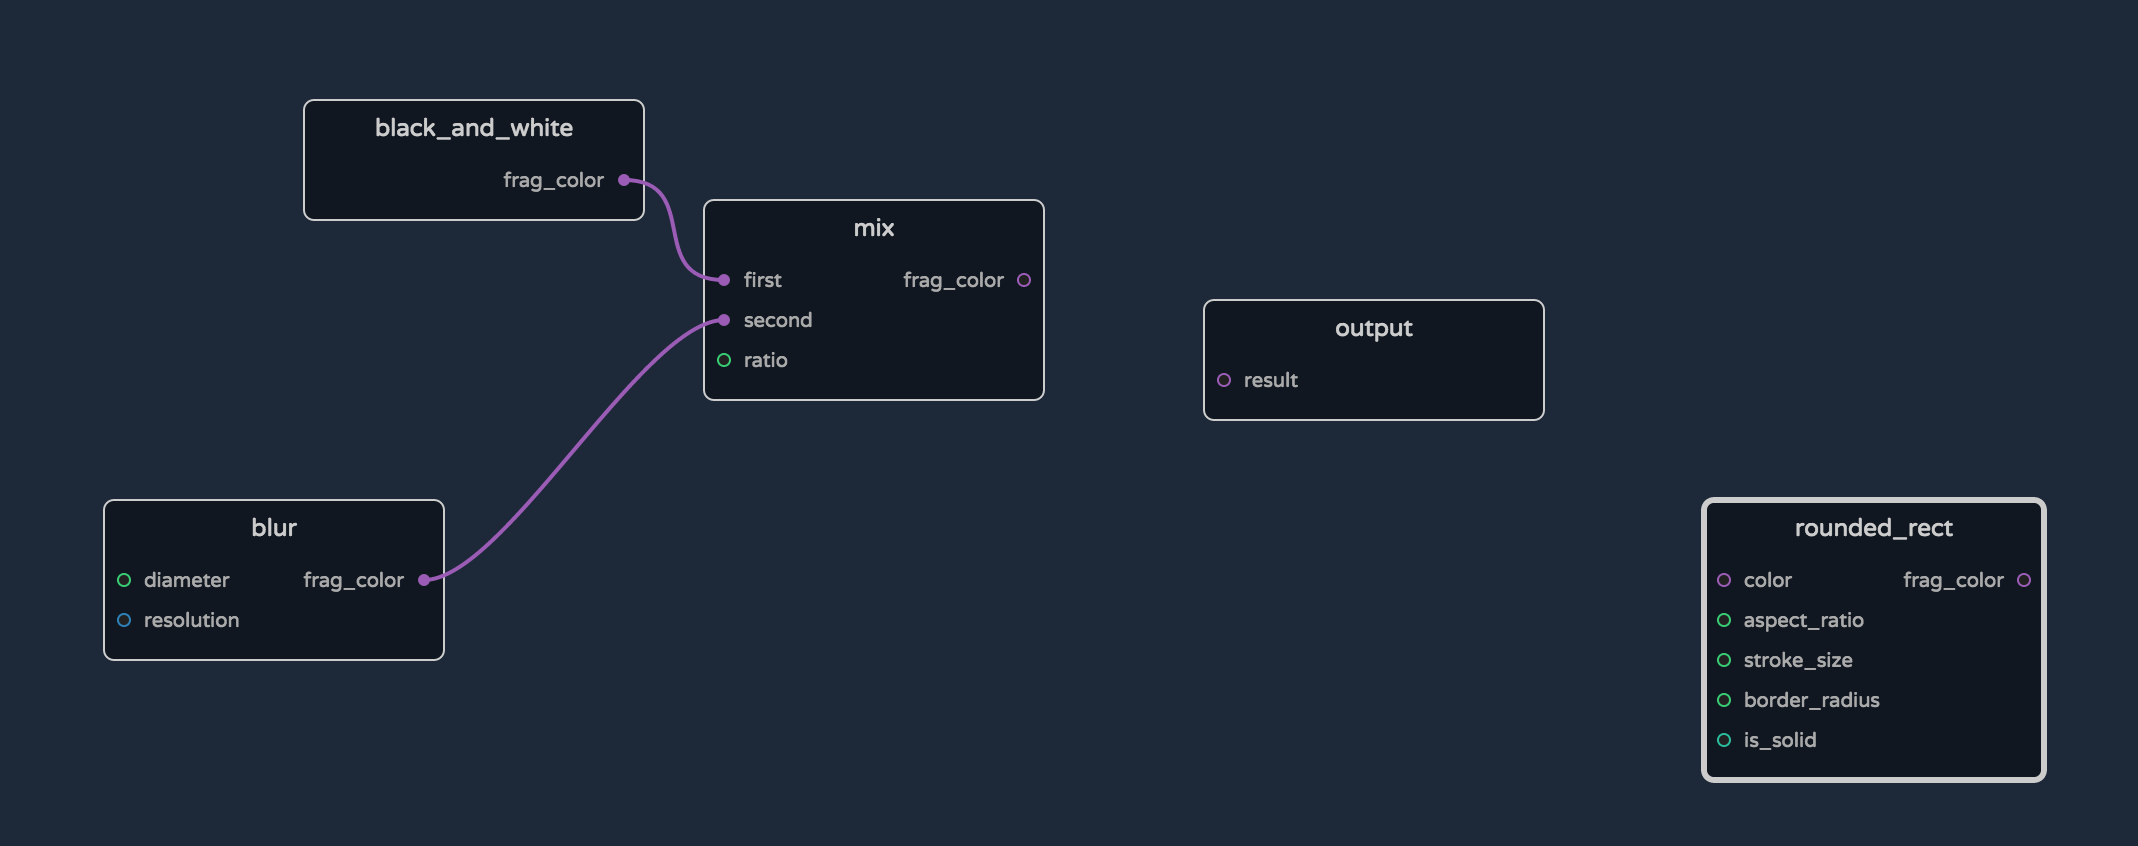 black_and_white
frag_color
mix
first
frag_color
second
ratio
output
result
blur
diameter
frag_color
resolution
rounded_rect
color
frag_color
aspect_ratio
stroke_size
border_radius
is_solid